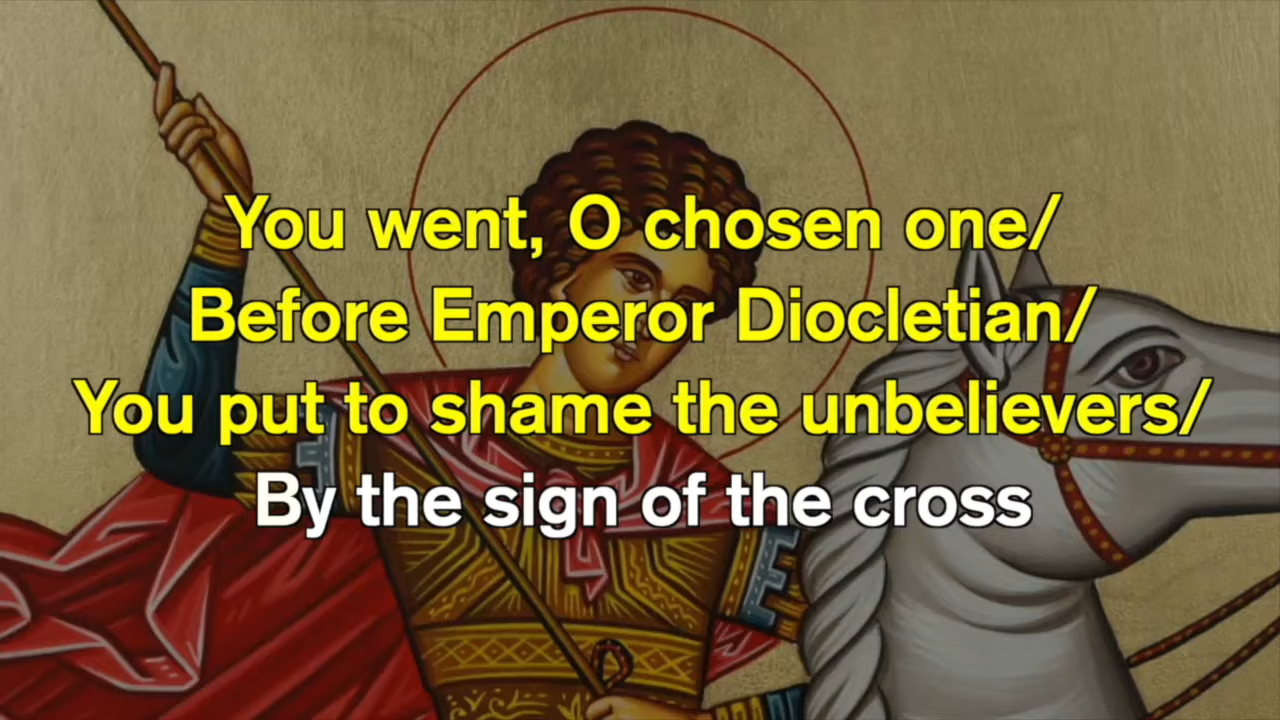 You went, O chosen one/
Before Emperor Diocletian/
You put to shame the unbelievers/
By the sign of the cross